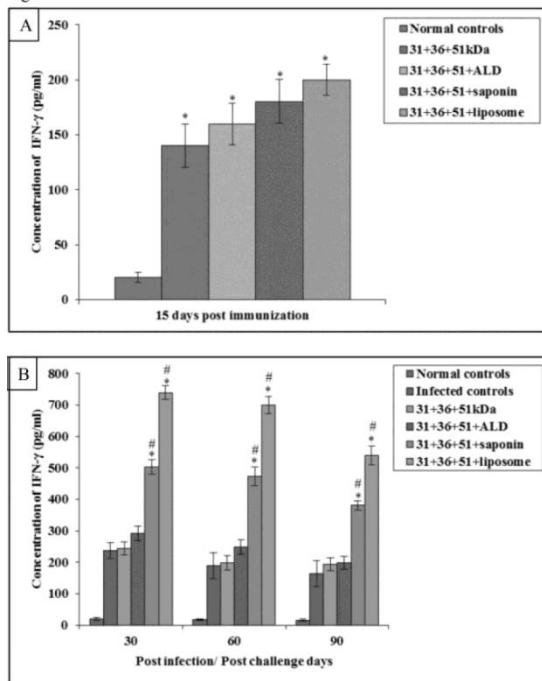 A
Concentration of IFN-γ (pg/ml)
250
200
150
100
50
0
*
*
*
*
15 days post immunization
Normal controls
31+36+51kDa
31+36+51+ALD
31+36+51+saponin
31+36+51+liposome
B
Concentration of IFN-γ (pg/ml)
800
700
600
500
400
300
200
100
0
#
*
#
*
#
*
#
*
#
*
#
*
30 60 90
Post infection/ Post challenge days
Normal controls
Infected controls
31+36+51kDa
31+36+51+ALD
31+36+51+saponin
31+36+51+liposome